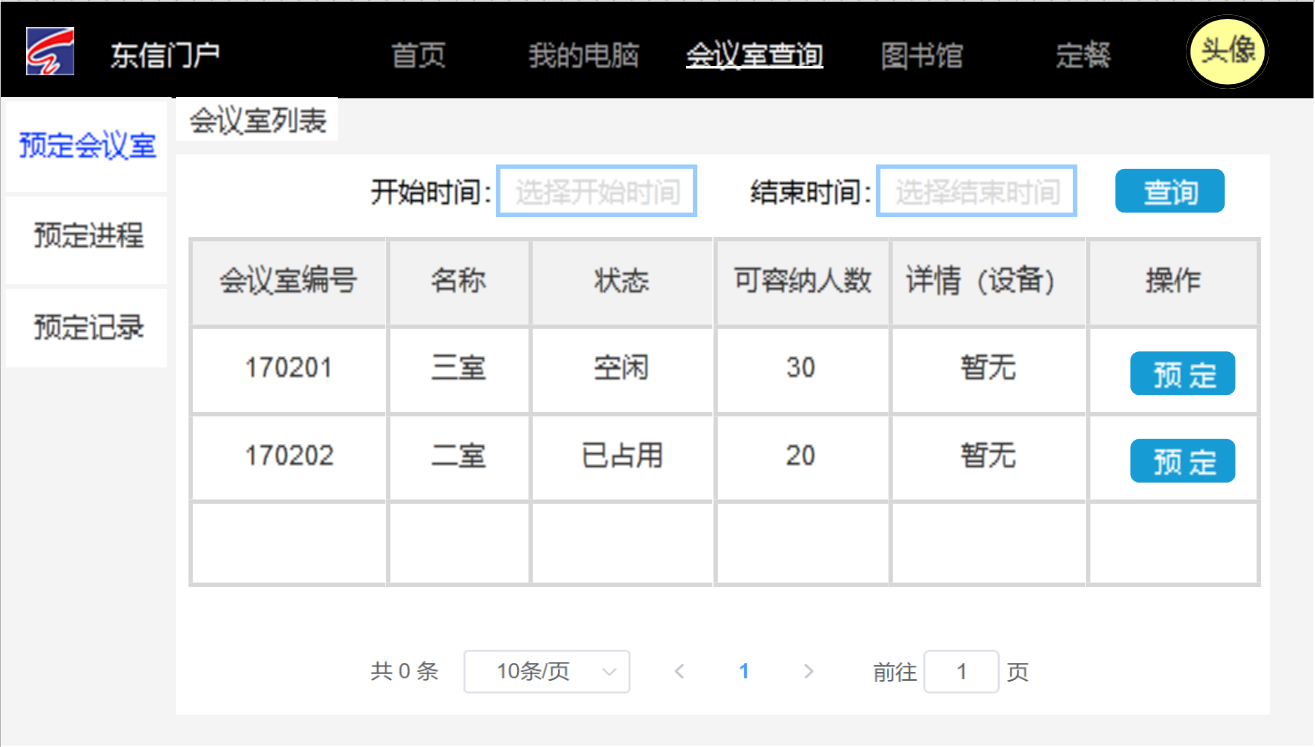 东信门户 首页 我的电脑 会议室查询 图书馆 定餐 头像
预定会议室
预定进程
预定记录
会议室列表
开始时间: 选择开始时间 结束时间: 选择结束时间 查询
会议室编号 名称 状态 可容纳人数 详情（设备） 操作
170201 三室 空闲 30 暂无 预 定
170202 二室 已占用 20 暂无 预 定
共 0 条 10条/页 1 前往 1 页